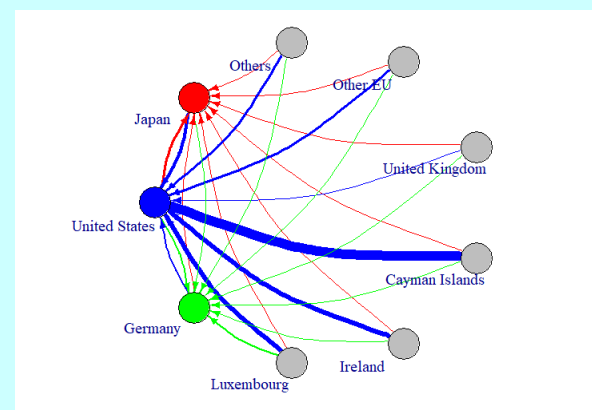 Others
Other EU
Japan
United Kingdom
United States
Cayman Islands
Germany
Ireland
Luxembourg